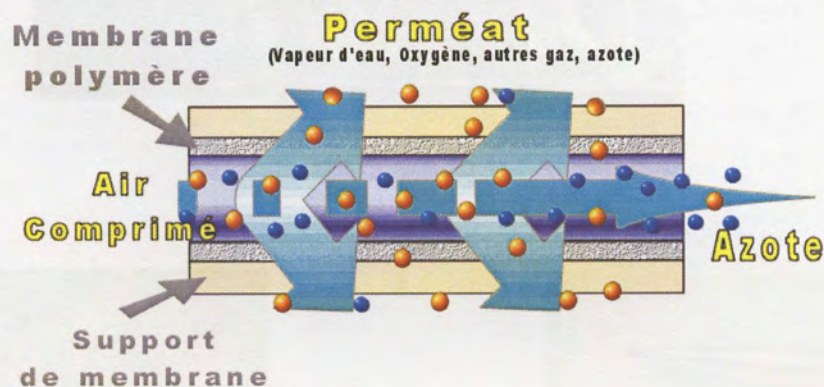 Perméat
(Vapeur d'eau, Oxygène, autres gaz, azote)
Membrane
polymère
Air
Comprimé
Azote
Support
de membrane